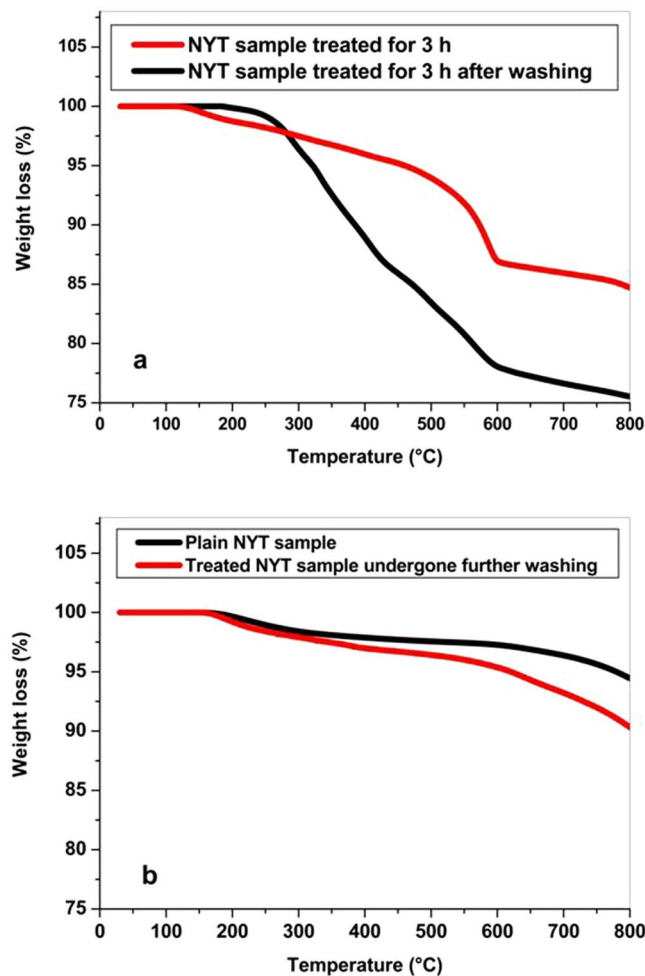 105
100
95
90
85
80
75
Weight loss (%)
NYT sample treated for 3 h
NYT sample treated for 3 h after washing
a
0 100 200 300 400 500 600 700 800
Temperature (°C)
105
100
95
90
85
80
75
Weight loss (%)
Plain NYT sample
Treated NYT sample undergone further washing
b
0 100 200 300 400 500 600 700 800
Temperature (°C)